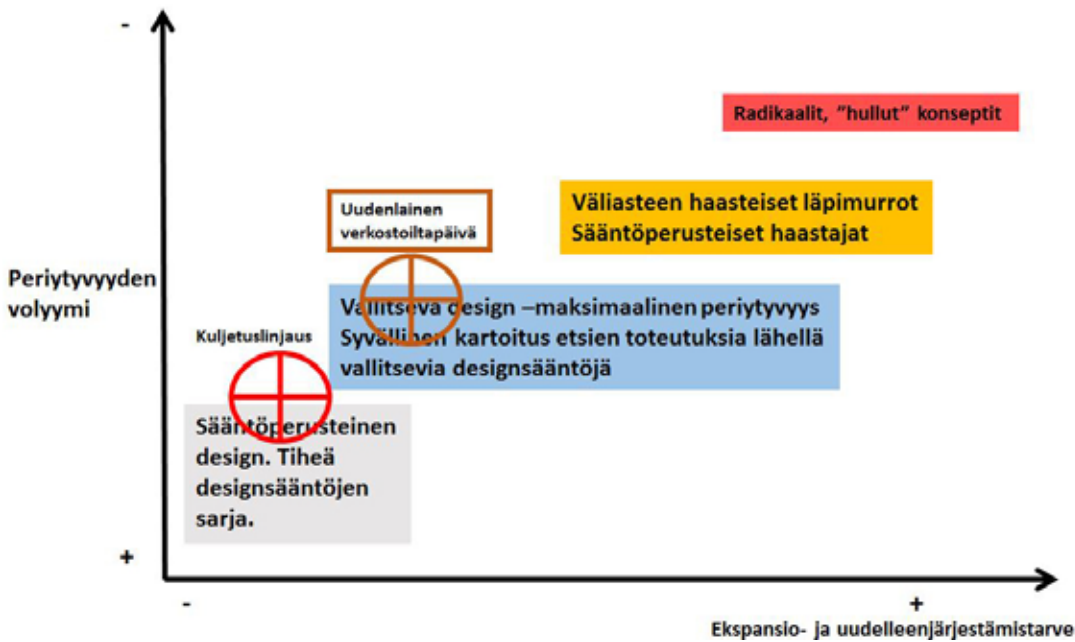 -
Radikaalit, ”hullut” konseptit
Uudenlainen
verkostoiltapäivä
Väliasteen haasteiset läpimurrot
Sääntöperusteiset haastajat
Periytyvyyden
volyymi
Vallitseva design –maksimaalinen periytyvyys
Syvällinen kartoitus etsien toteutuksia lähellä
vallitsevia designsääntöjä
Kuljetuslinjaus
Sääntöperusteinen
design. Tiheä
designsääntöjen
sarja.
+
-
+
Ekspansio- ja uudelleenjärjestämistarve